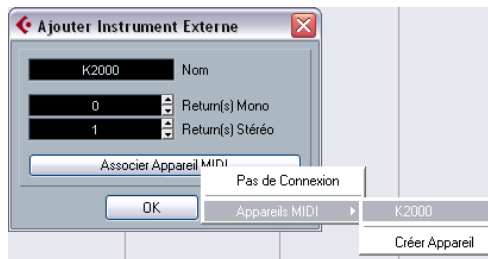 Ajouter Instrument Externe
K2000 Nom
0 Return(s) Mono
1 Return(s) Stéréo
Associer Appareil MIDI
Pas de Connexion
OK
Appareils MIDI
K2000
Créer Appareil